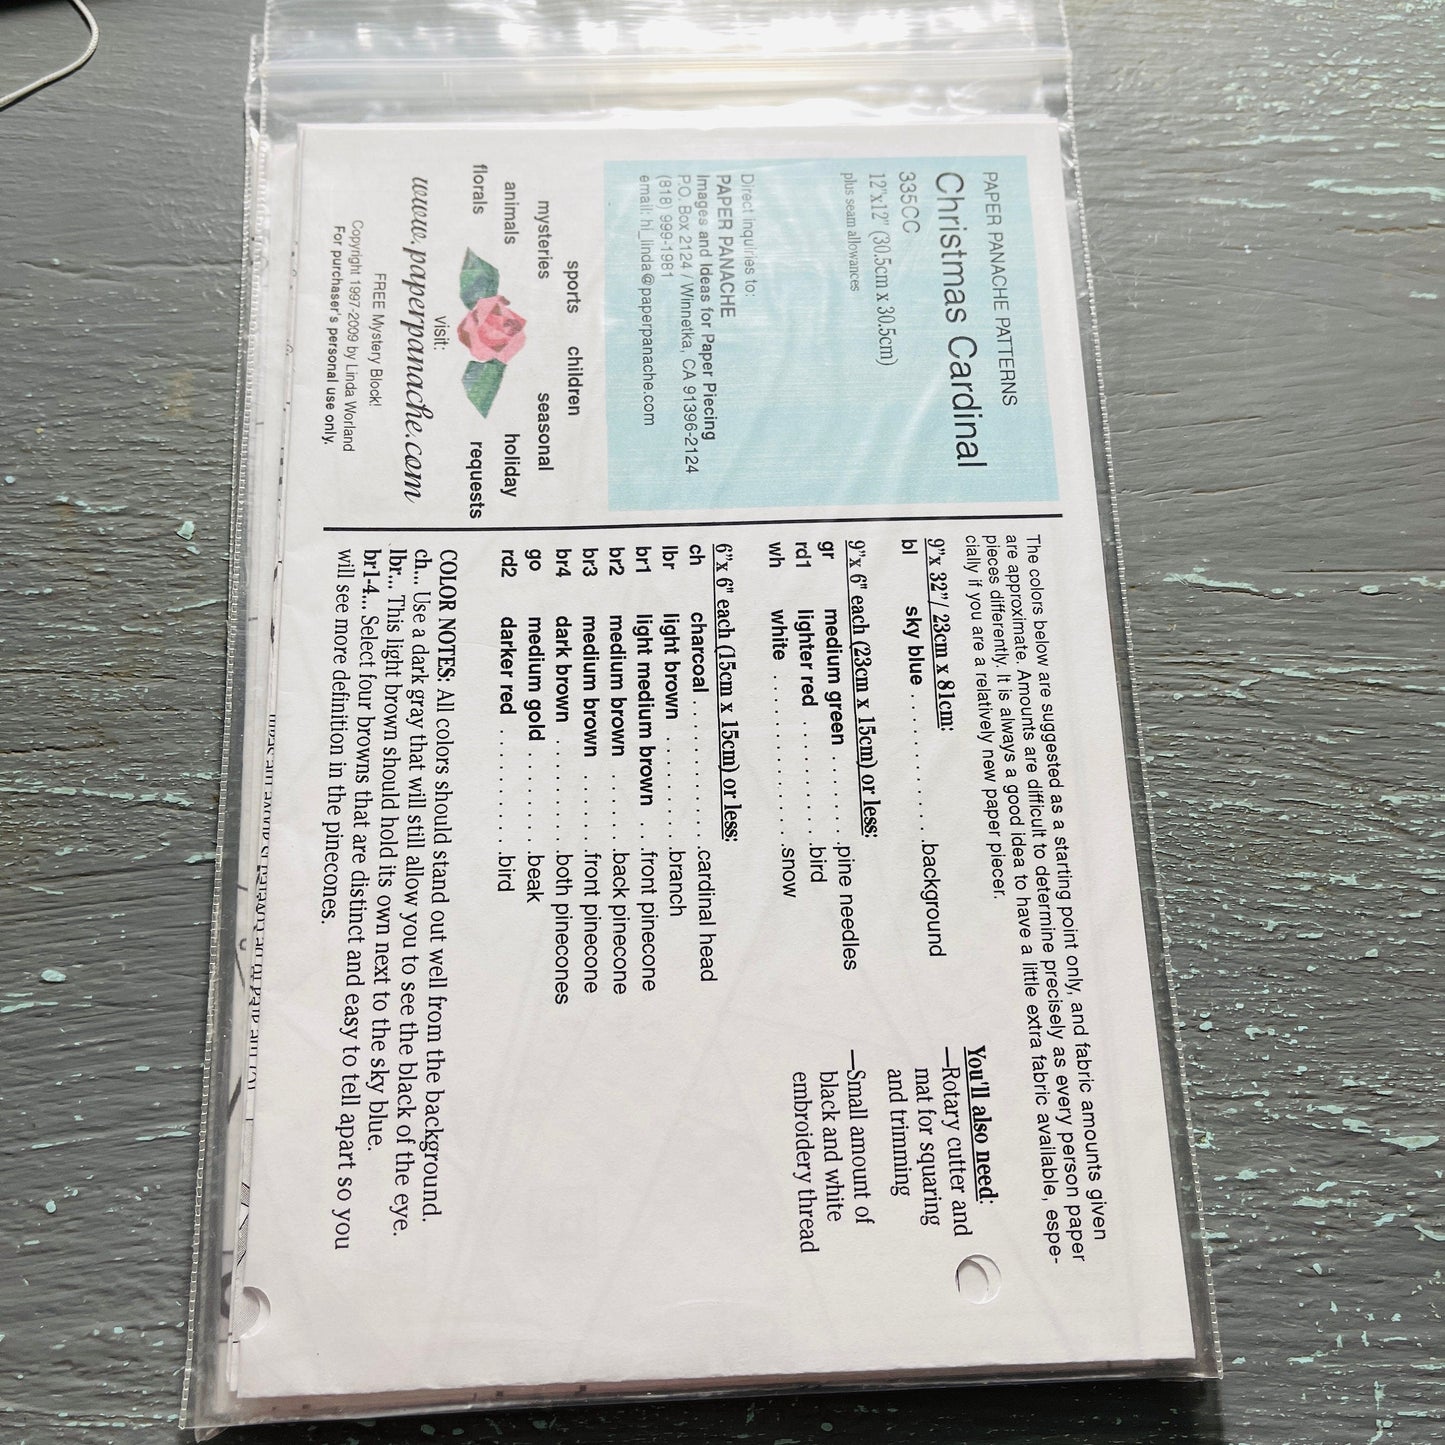 PAPER PANACHE PATTERNS
Christmas Cardinal
335CC
12"x12" (30.5cm x 30.5cm)
plus seam allowances
Direct inquiries to:
PAPER PANACHE
Images and Ideas for Paper Piecing
P.O. Box 2124 / Winnetka, CA 91396-2124
(818) 999-1981
email: hi_linda@paperpanache.com
sports children
mysteries seasonal
animals holiday
florals requests
visit:
www.paperpanache.com
FREE Mystery Block!
Copyright 1997-2009 by Linda Worland
For purchaser's personal use only.
The colors below are suggested as a starting point only, and fabric amounts given
are approximate. Amounts are difficult to determine precisely as every person paper
pieces differently. It is always a good idea to have a little extra fabric available, espe-
cially if you are a relatively new paper piecer.
9"x 32"/ 23cm x 81cm:
bl sky blue . . . . . . . . . . . .background
9"x 6" each (23cm x 15cm) or less:
gr medium green . . . . . . .pine needles
rd1 lighter red . . . . . . . . . .bird
wh white . . . . . . . . . . . . . .snow
6"x 6" each (15cm x 15cm) or less:
ch charcoal . . . . . . . . . . . .cardinal head
lbr light brown . . . . . . . . .branch
br1 light medium brown . .front pinecone
br2 medium brown . . . . . .back pinecone
br3 medium brown . . . . . .front pinecone
br4 dark brown . . . . . . . . .both pinecones
go medium gold . . . . . . . .beak
rd2 darker red . . . . . . . . . .bird
You'll also need:
—Rotary cutter and
mat for squaring
and trimming
—Small amount of
black and white
embroidery thread
COLOR NOTES: All colors should stand out well from the background.
ch... Use a dark gray that will still allow you to see the black of the eye.
lbr... This light brown should hold its own next to the sky blue.
br1-4... Select four browns that are distinct and easy to tell apart so you
will see more definition in the pinecones.